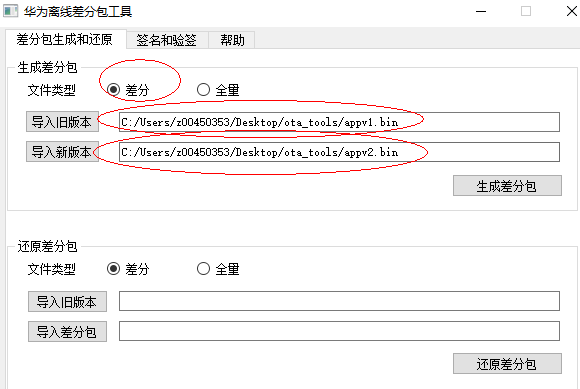 华为离线差分包工具
差分包生成和还原 签名和验签 帮助
生成差分包
文件类型 差分 全量
导入旧版本 C:/Users/z00450353/Desktop/ota_tools/appv1.bin
导入新版本 C:/Users/z00450353/Desktop/ota_tools/appv2.bin
生成差分包
还原差分包
文件类型 差分 全量
导入旧版本
导入差分包
还原差分包